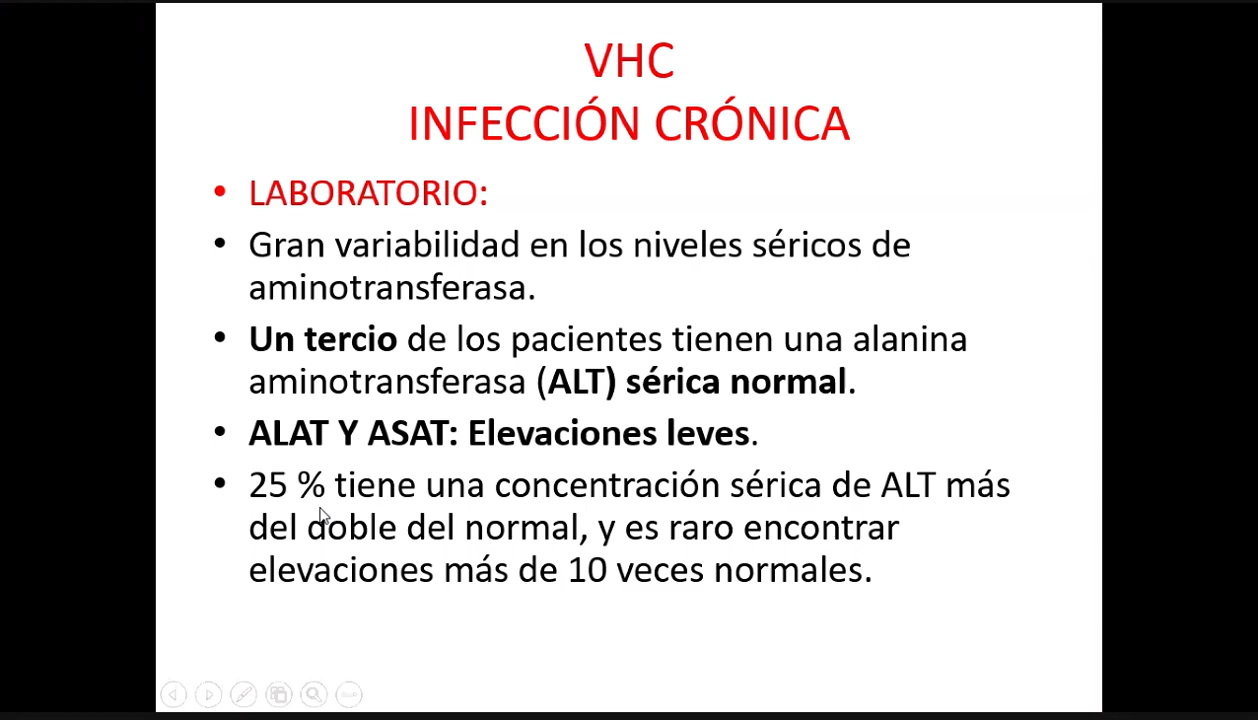 VHC
INFECCIÓN CRÓNICA
• LABORATORIO:
• Gran variabilidad en los niveles séricos de
aminotransferasa.
• Un tercio de los pacientes tienen una alanina
aminotransferasa (ALT) sérica normal.
• ALAT Y ASAT: Elevaciones leves.
• 25 % tiene una concentración sérica de ALT más
del doble del normal, y es raro encontrar
elevaciones más de 10 veces normales.